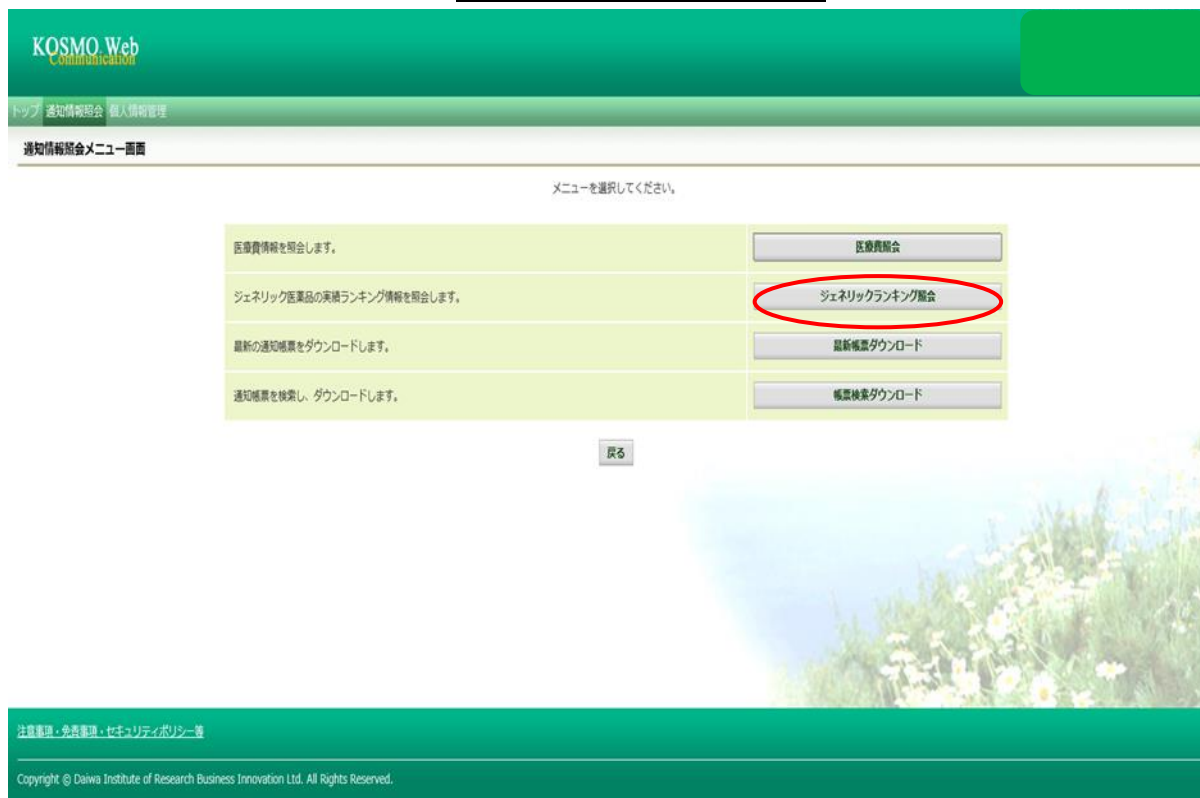 KOSMO Web
Communication
トップ 通知情報照会 個人情報管理
通知情報照会メニュー画面
メニューを選択してください。
医療費情報を照会します。
医療費照会
ジェネリック医薬品の実績ランキング情報を照会します。
ジェネリックランキング照会
最新の通知帳票をダウンロードします。
最新帳票ダウンロード
通知帳票を検索し、ダウンロードします。
帳票検索ダウンロード
戻る
注意事項・免責事項・セキュリティポリシー等
Copyright © Daiwa Institute of Research Business Innovation Ltd. All Rights Reserved.